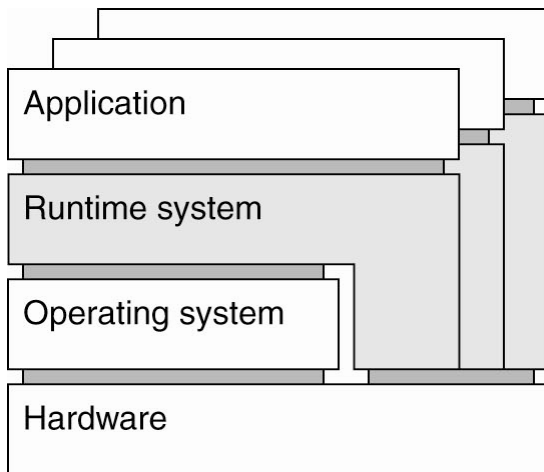 Application
Runtime system
Operating system
Hardware